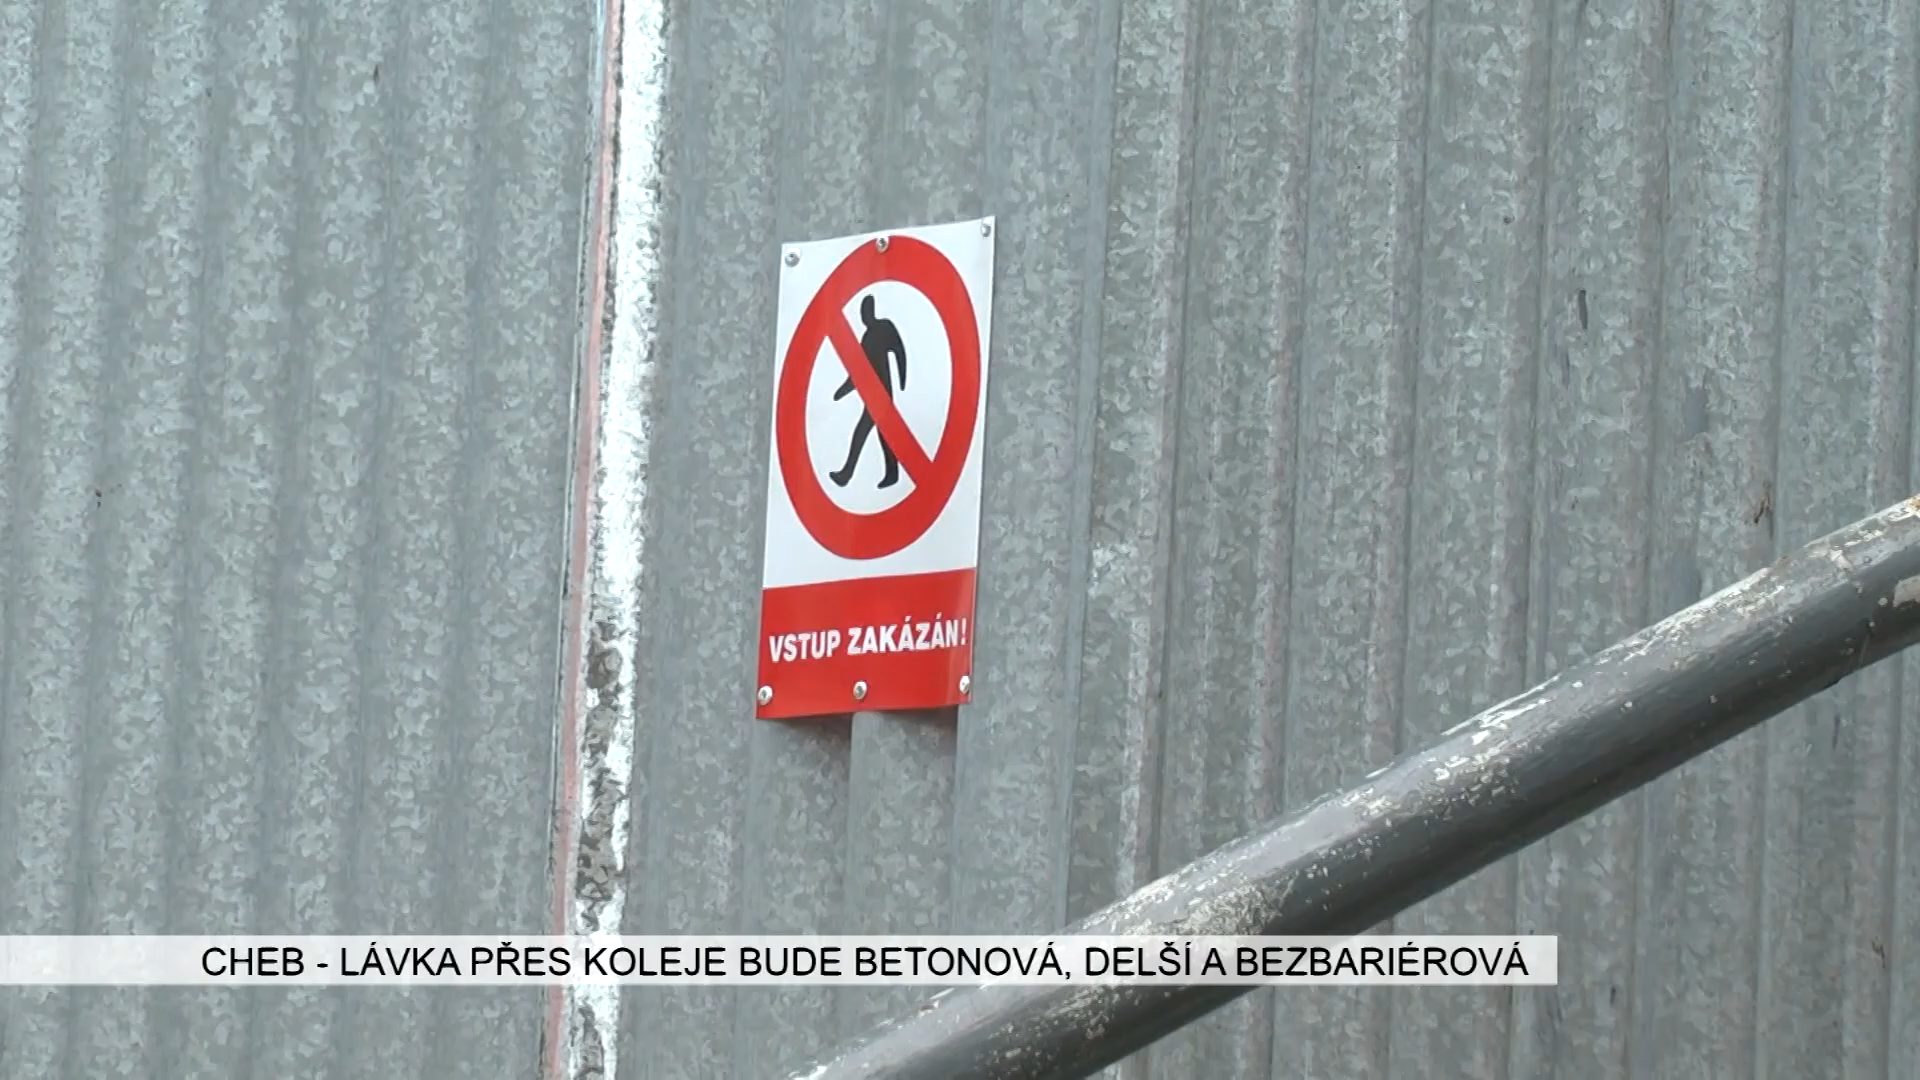 VSTUP ZAKÁZÁN!
CHEB - LÁVKA PŘES KOLEJE BUDE BETONOVÁ, DELŠÍ A BEZBARIÉROVÁ